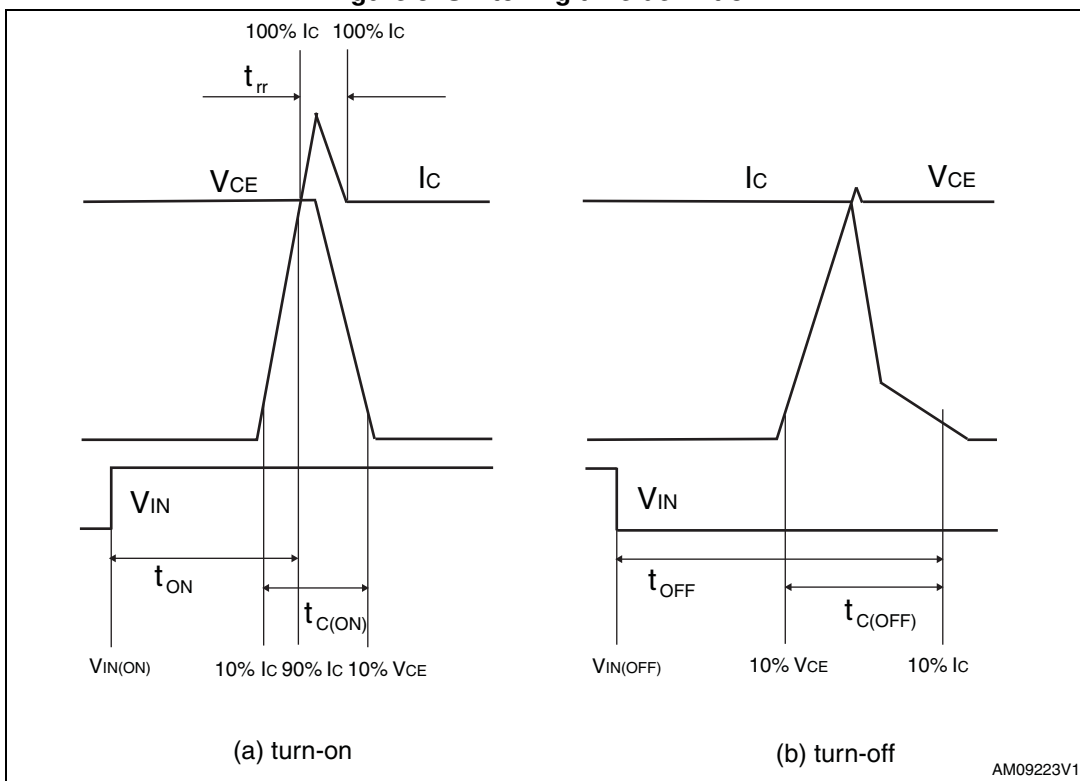 100% IC 100% IC
trr
VCE IC
IC VCE
VIN
VIN
tON
tC(ON)
tOFF
tC(OFF)
VIN(ON) 10% IC 90% IC 10% VCE
VIN(OFF) 10% VCE 10% IC
(a) turn-on
(b) turn-off
AM09223V1